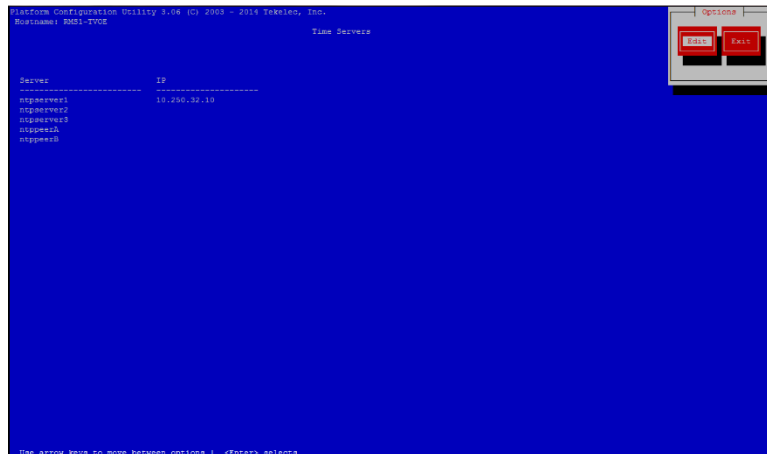 Platform Configuration Utility 3.06 (C) 2003 - 2014 Tekelec, Inc.
Hostname: RMS1-TVOE
Time Servers
Options
Edit
Exit
Server IP
------------------------- ---------------------
ntpserver1 10.250.32.10
ntpserver2
ntpserver3
ntppeerA
ntppeerB
Use arrow keys to move between options | <Enter> selects